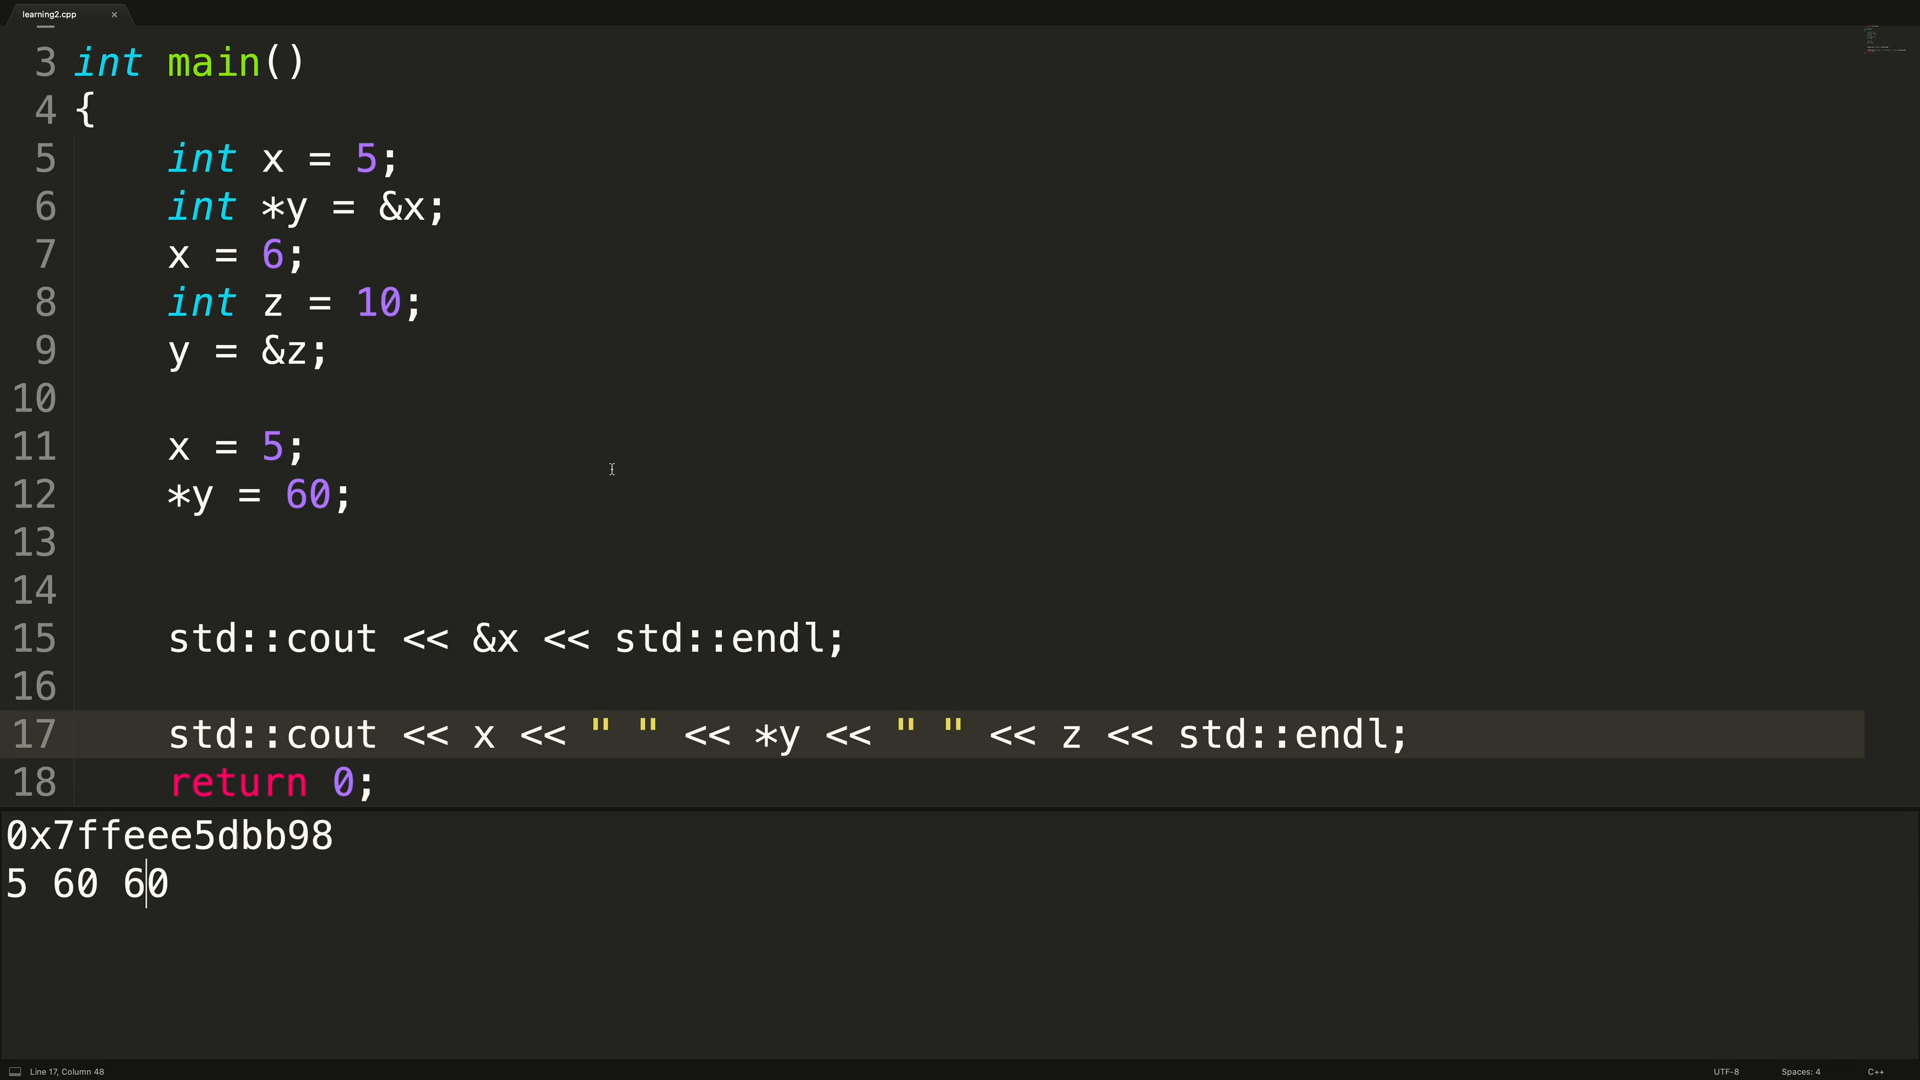 learning2.cpp ×
3 int main()
4 {
5 int x = 5;
6 int *y = &x;
7 x = 6;
8 int z = 10;
9 y = &z;
10
11 x = 5;
12 *y = 60;
13
14
15 std::cout << &x << std::endl;
16
17 std::cout << x << " " << *y << " " << z << std::endl;
18 return 0;
0x7ffeee5dbb98
5 60 60
Line 17, Column 48 UTF-8 Spaces: 4 C++